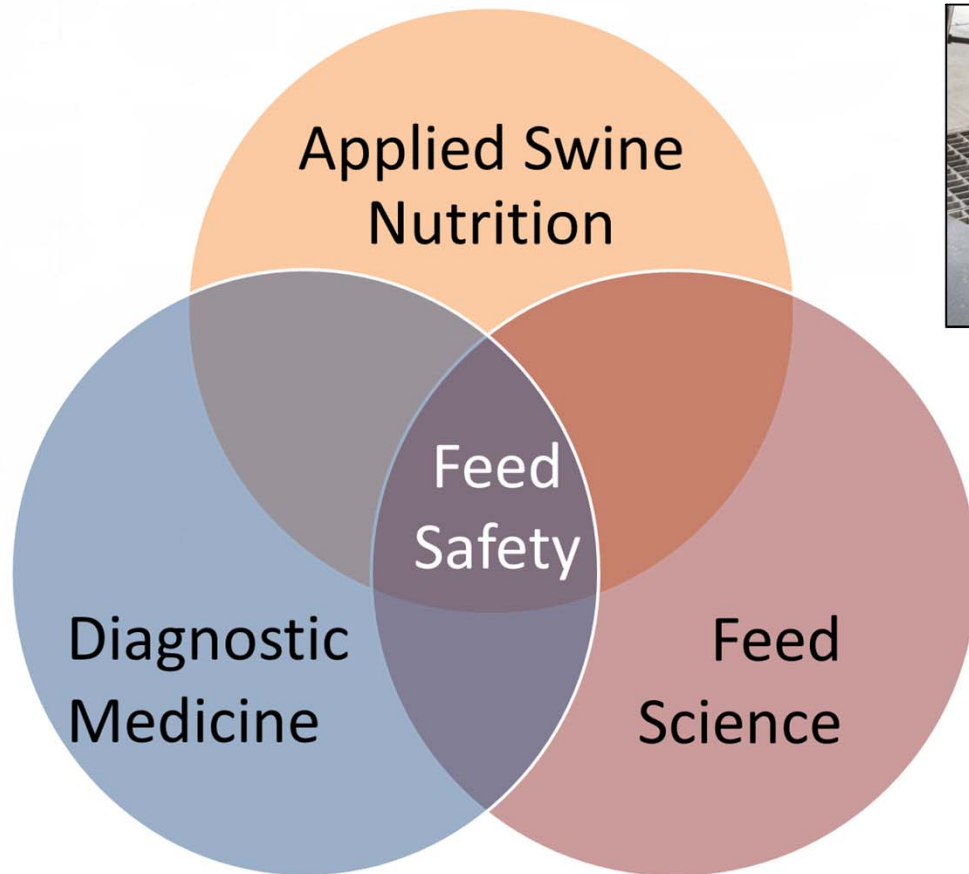 Applied Swine
Nutrition
Feed
Safety
Diagnostic
Medicine
Feed
Science